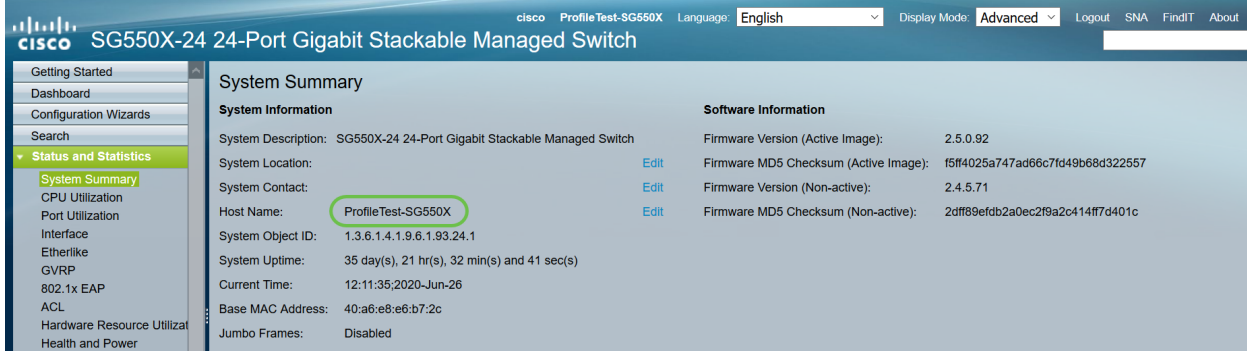 cisco ProfileTest-SG550X Language: English Display Mode: Advanced Logout SNA FindIT About
CISCO SG550X-24 24-Port Gigabit Stackable Managed Switch
Getting Started
Dashboard
Configuration Wizards
Search
Status and Statistics
System Summary
CPU Utilization
Port Utilization
Interface
Etherlike
GVRP
802.1x EAP
ACL
Hardware Resource Utilizat
Health and Power
System Summary
System Information
System Description: SG550X-24 24-Port Gigabit Stackable Managed Switch
System Location: Edit
System Contact: Edit
Host Name: ProfileTest-SG550X Edit
System Object ID: 1.3.6.1.4.1.9.6.1.93.24.1
System Uptime: 35 day(s), 21 hr(s), 32 min(s) and 41 sec(s)
Current Time: 12:11:35;2020-Jun-26
Base MAC Address: 40:a6:e8:e6:b7:2c
Jumbo Frames: Disabled
Software Information
Firmware Version (Active Image): 2.5.0.92
Firmware MD5 Checksum (Active Image): f5ff4025a747ad66c7fd49b68d322557
Firmware Version (Non-active): 2.4.5.71
Firmware MD5 Checksum (Non-active): 2dff89efdb2a0ec2f9a2c414ff7d401c